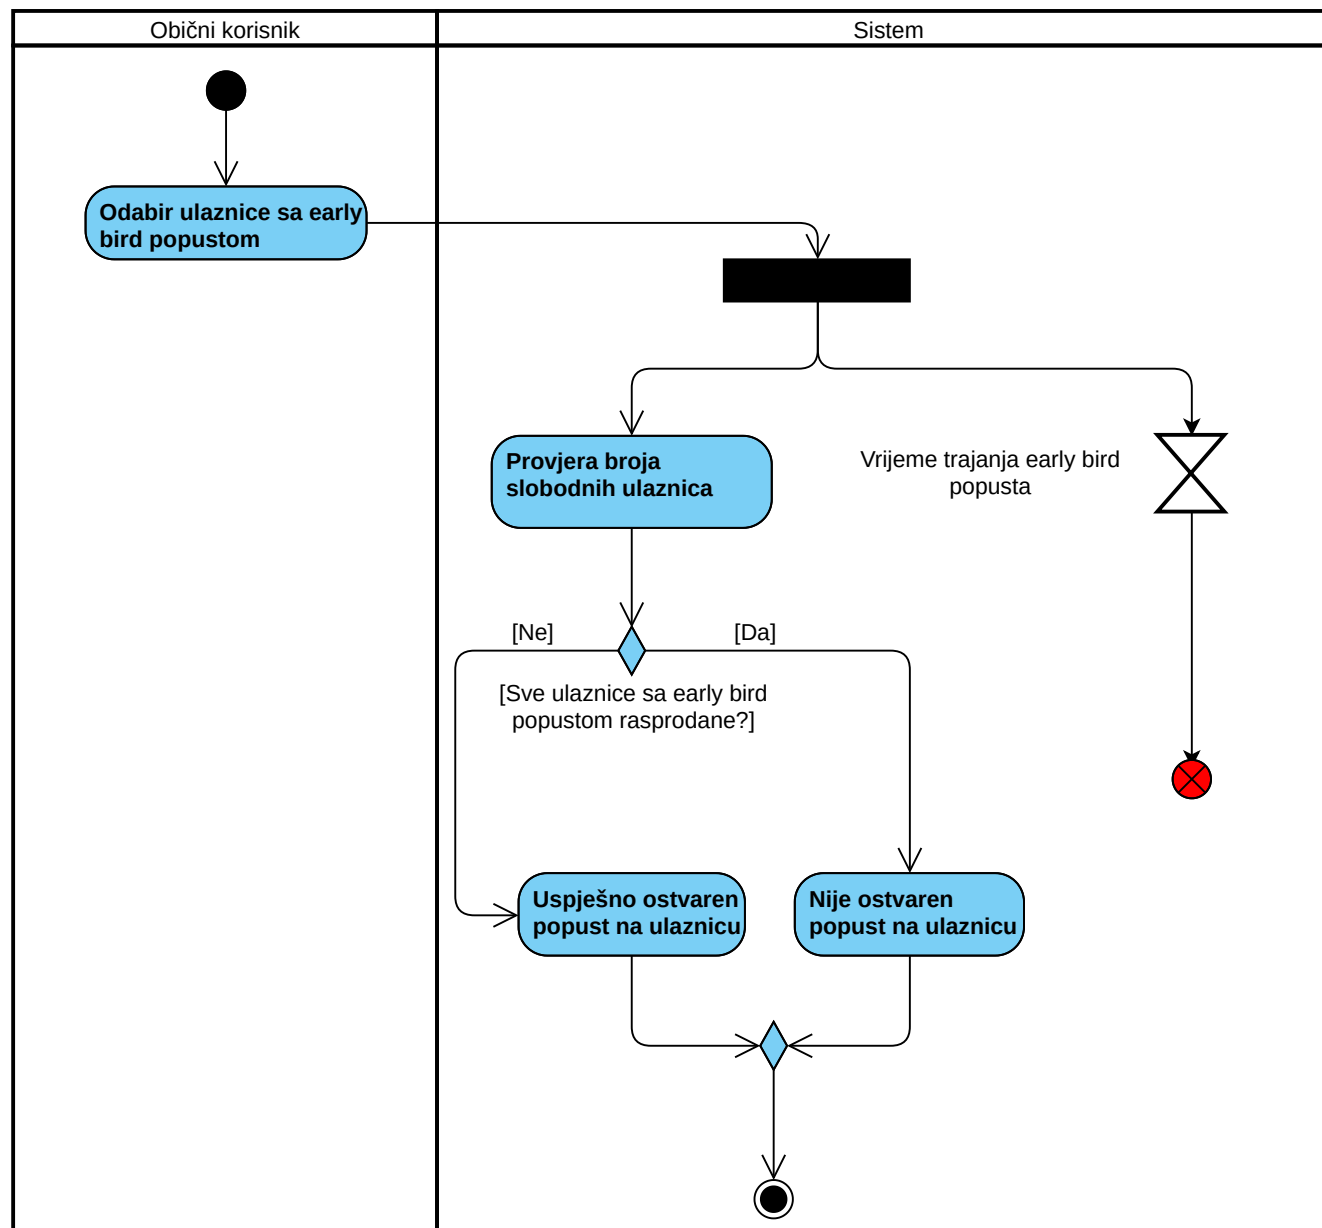 Obični korisnik
Sistem
Odabir ulaznice sa early
bird popustom
Provjera broja
slobodnih ulaznica
Vrijeme trajanja early bird
popusta
[Ne]
[Da]
[Sve ulaznice sa early bird
popustom rasprodane?]
Uspješno ostvaren
popust na ulaznicu
Nije ostvaren
popust na ulaznicu